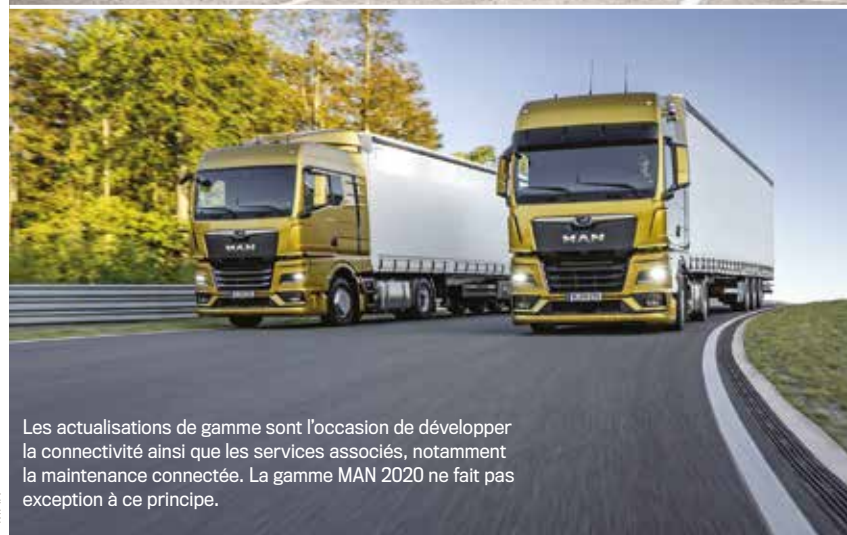 MAN
MAN
Les actualisations de gamme sont l'occasion de développer
la connectivité ainsi que les services associés, notamment
la maintenance connectée. La gamme MAN 2020 ne fait pas
exception à ce principe.